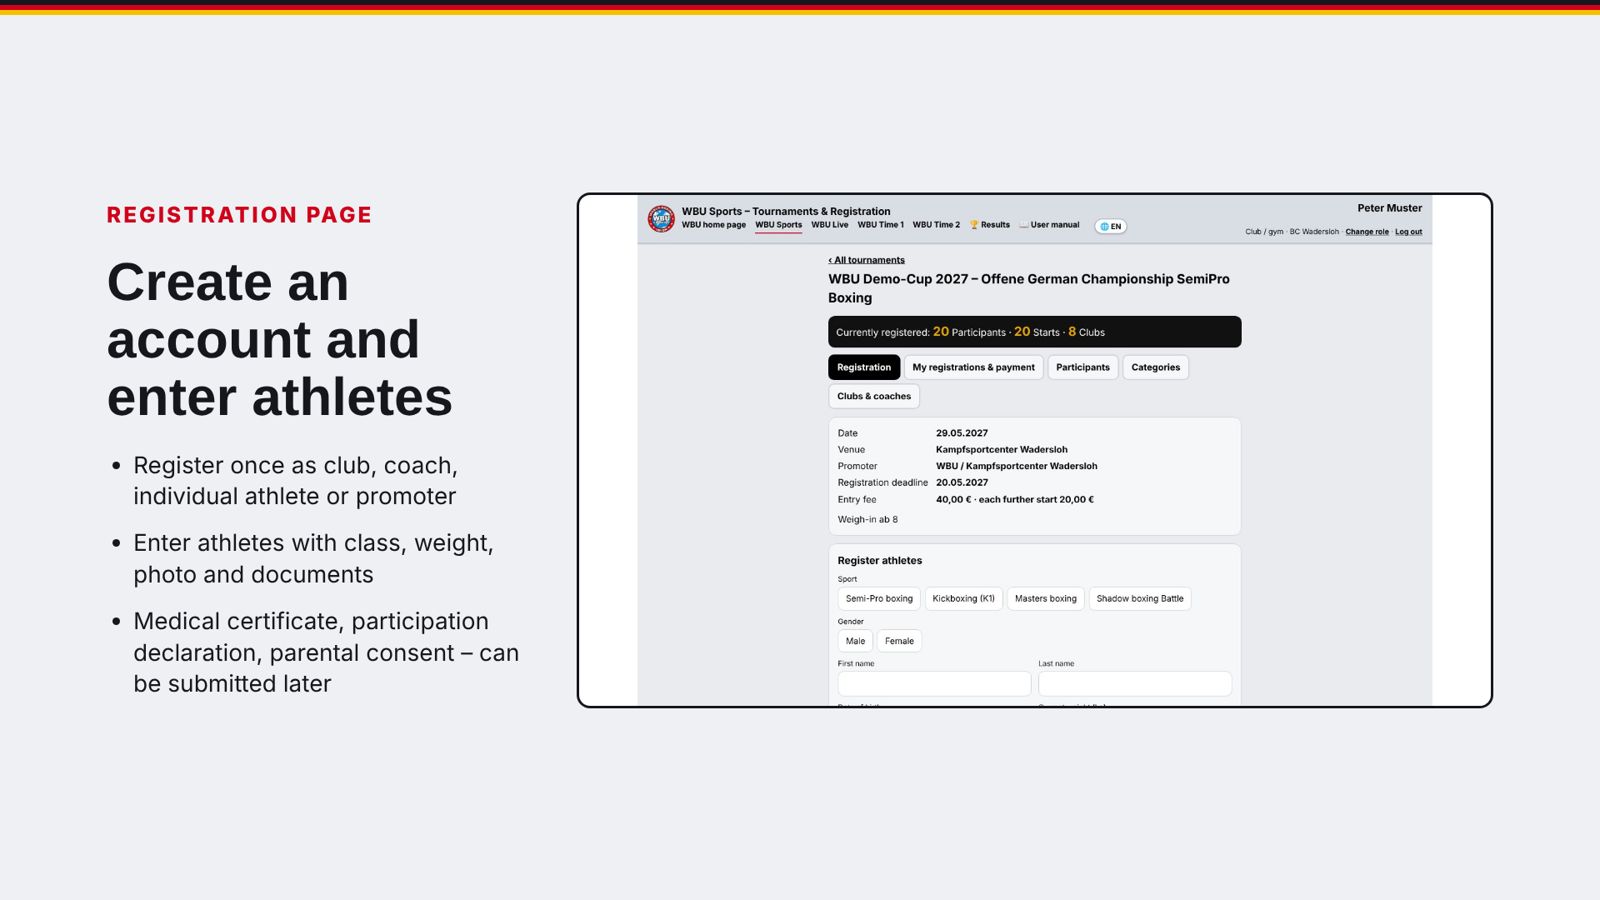 REGISTRATION PAGE
Create an
account and
enter athletes
• Register once as club, coach,
individual athlete or promoter
• Enter athletes with class, weight,
photo and documents
• Medical certificate, participation
declaration, parental consent – can
be submitted later
WBU
WBU Sports – Tournaments & Registration
WBU home page WBU Sports WBU Live WBU Time 1 WBU Time 2 🏆 Results 📖 User manual 🌐 EN
Peter Muster
Club / gym · BC Wadersloh · Change role · Log out
‹ All tournaments
WBU Demo-Cup 2027 – Offene German Championship SemiPro
Boxing
Currently registered: 20 Participants · 20 Starts · 8 Clubs
Registration My registrations & payment Participants Categories
Clubs & coaches
Date 29.05.2027
Venue Kampfsportcenter Wadersloh
Promoter WBU / Kampfsportcenter Wadersloh
Registration deadline 20.05.2027
Entry fee 40,00 € · each further start 20,00 €
Weigh-in ab 8
Register athletes
Sport
Semi-Pro boxing Kickboxing (K1) Masters boxing Shadow boxing Battle
Gender
Male Female
First name Last name